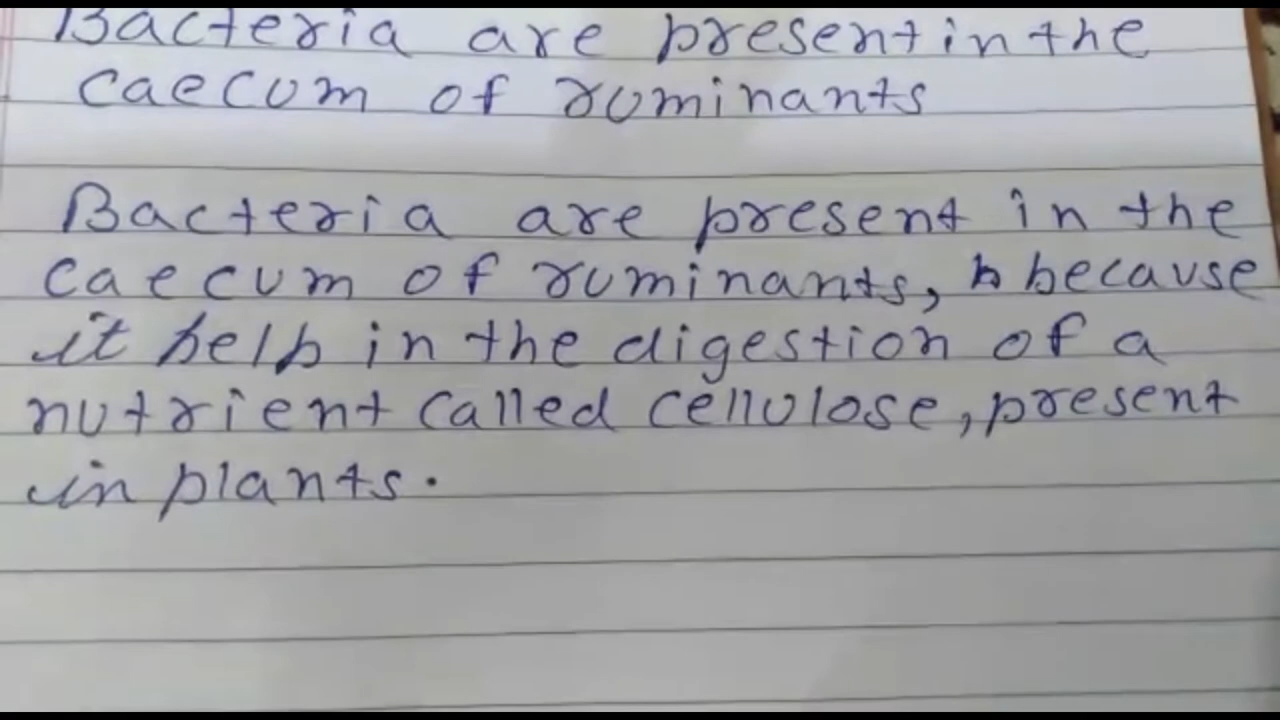 Bacteria are present in the
caecum of ruminants
Bacteria are present in the
caecum of ruminants, b because
it help in the digestion of a
nutrient called cellulose, present
in plants.